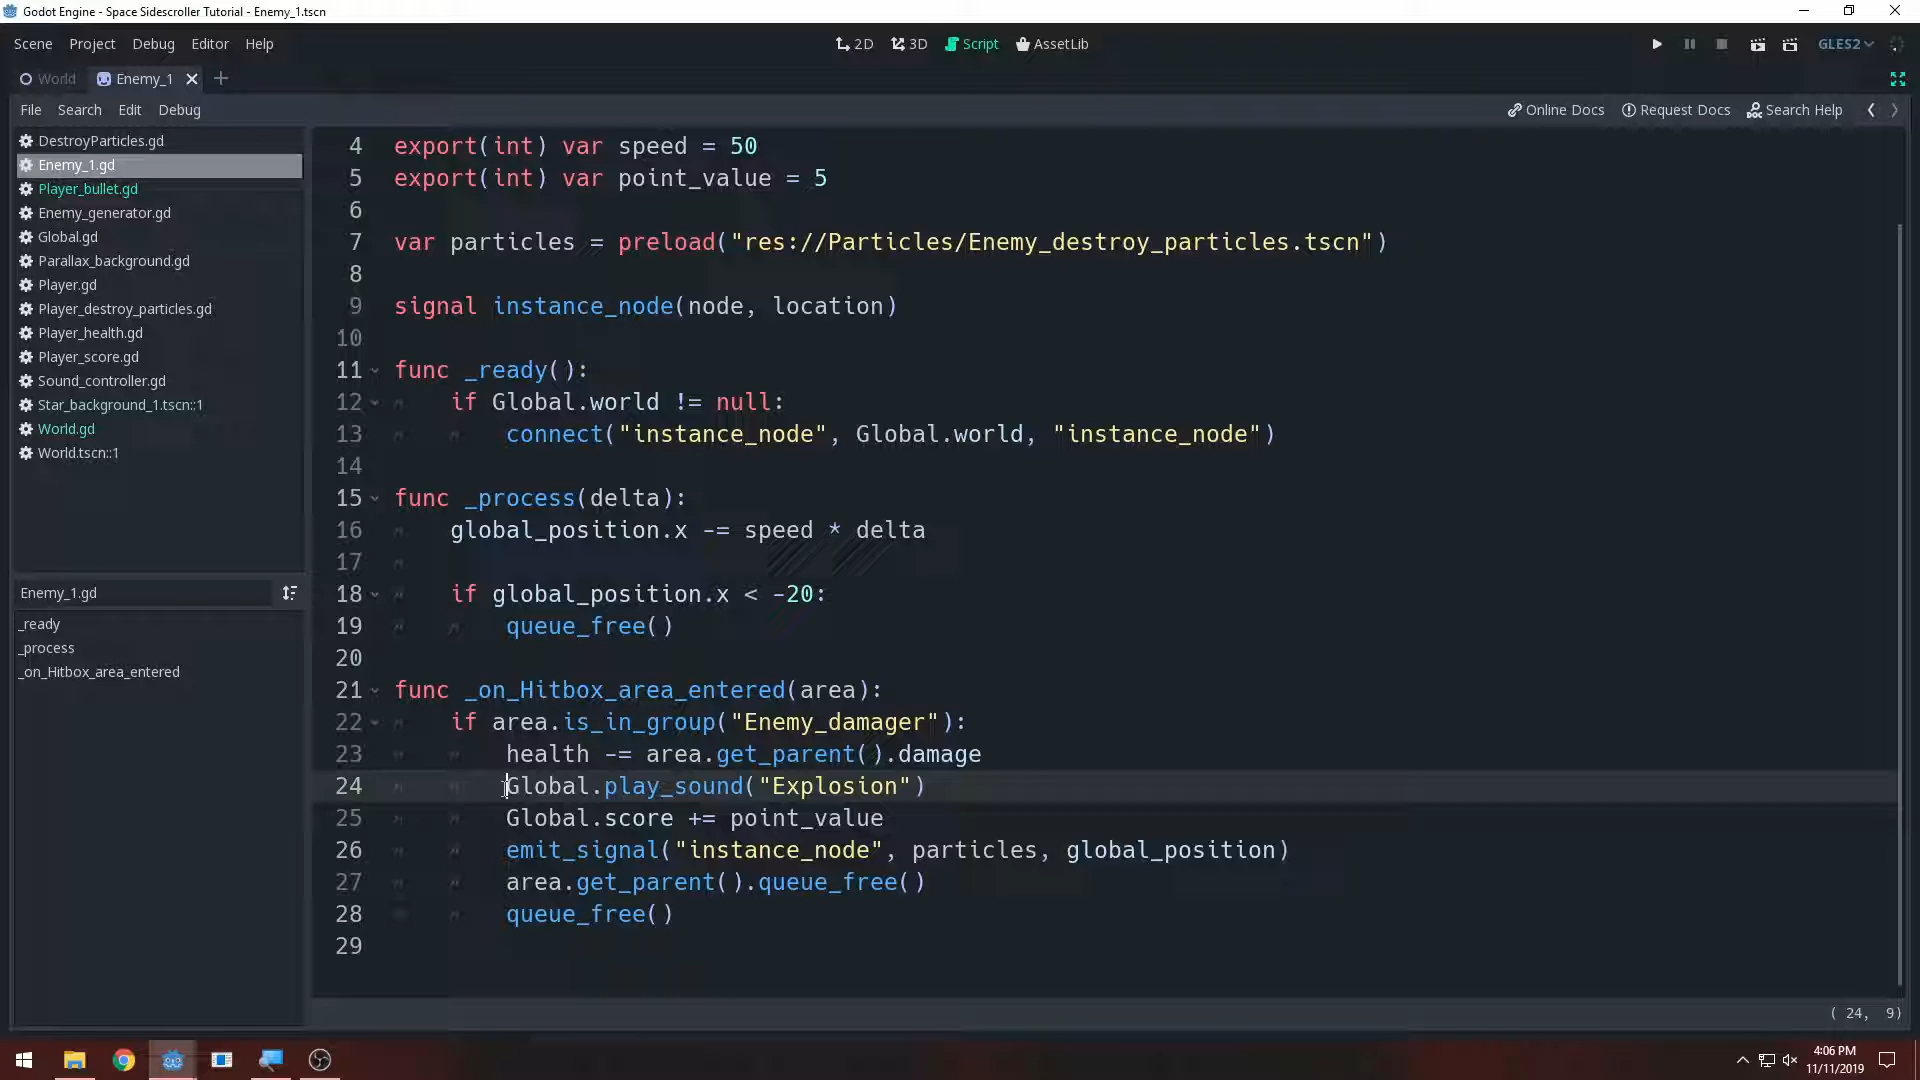 Godot Engine - Space Sidescroller Tutorial - Enemy_1.tscn
Scene Project Debug Editor Help
2D 3D Script AssetLib
GLES2
World Enemy_1
File Search Edit Debug
Online Docs Request Docs Search Help
DestroyParticles.gd
Enemy_1.gd
Player_bullet.gd
Enemy_generator.gd
Global.gd
Parallax_background.gd
Player.gd
Player_destroy_particles.gd
Player_health.gd
Player_score.gd
Sound_controller.gd
Star_background_1.tscn::1
World.gd
World.tscn::1
Enemy_1.gd
_ready
_process
_on_Hitbox_area_entered
4 export(int) var speed = 50
5 export(int) var point_value = 5
6
7 var particles = preload("res://Particles/Enemy_destroy_particles.tscn")
8
9 signal instance_node(node, location)
10
11 func _ready():
12 if Global.world != null:
13 connect("instance_node", Global.world, "instance_node")
14
15 func _process(delta):
16 global_position.x -= speed * delta
17
18 if global_position.x < -20:
19 queue_free()
20
21 func _on_Hitbox_area_entered(area):
22 if area.is_in_group("Enemy_damager"):
23 health -= area.get_parent().damage
24 Global.play_sound("Explosion")
25 Global.score += point_value
26 emit_signal("instance_node", particles, global_position)
27 area.get_parent().queue_free()
28 queue_free()
29
( 24, 9)
4:06 PM
11/11/2019